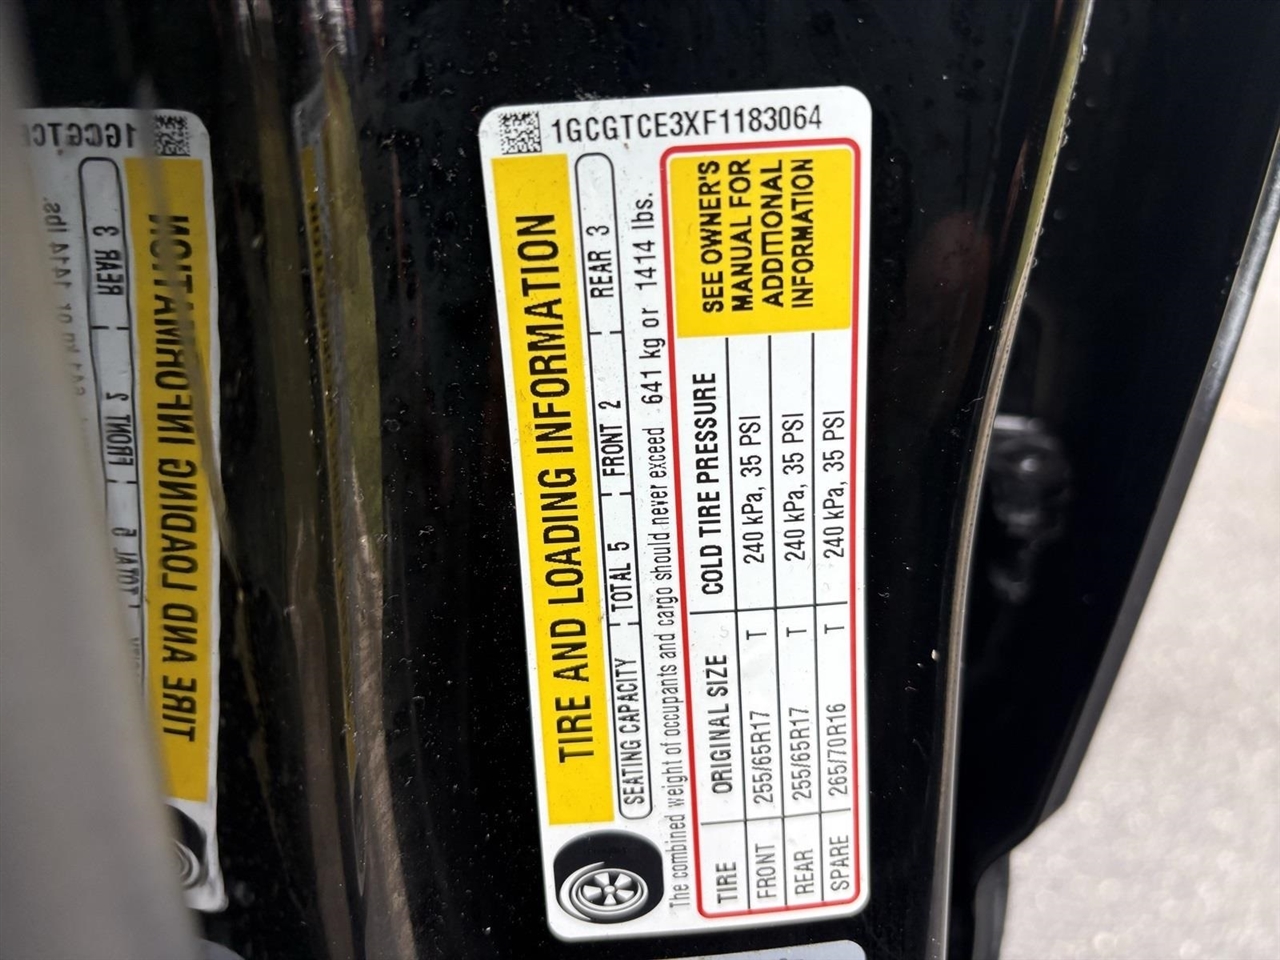 1GCGTCE3XF1183064
TIRE AND LOADING INFORMATION
SEATING CAPACITY TOTAL 5 FRONT 2 REAR 3
The combined weight of occupants and cargo should never exceed 641 kg or 1414 lbs.
TIRE ORIGINAL SIZE COLD TIRE PRESSURE
FRONT 255/65R17 T 240 kPa, 35 PSI
REAR 255/65R17 T 240 kPa, 35 PSI
SPARE 265/70R16 T 240 kPa, 35 PSI
SEE OWNER'S
MANUAL FOR
ADDITIONAL
INFORMATION